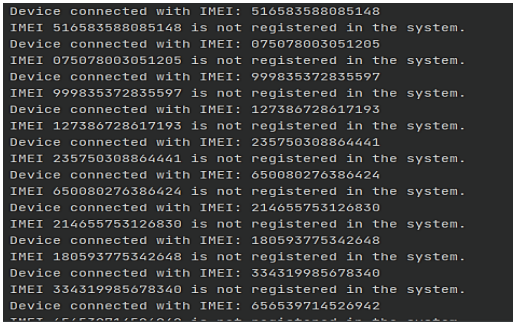 Device connected with IMEI: 516583588085148
IMEI 516583588085148 is not registered in the system.
Device connected with IMEI: 075078003051205
IMEI 075078003051205 is not registered in the system.
Device connected with IMEI: 999835372835597
IMEI 999835372835597 is not registered in the system.
Device connected with IMEI: 127386728617193
IMEI 127386728617193 is not registered in the system.
Device connected with IMEI: 235750308864441
IMEI 235750308864441 is not registered in the system.
Device connected with IMEI: 650080276386424
IMEI 650080276386424 is not registered in the system.
Device connected with IMEI: 214655753126830
IMEI 214655753126830 is not registered in the system.
Device connected with IMEI: 180593775342648
IMEI 180593775342648 is not registered in the system.
Device connected with IMEI: 334319985678340
IMEI 334319985678340 is not registered in the system.
Device connected with IMEI: 656539714526942